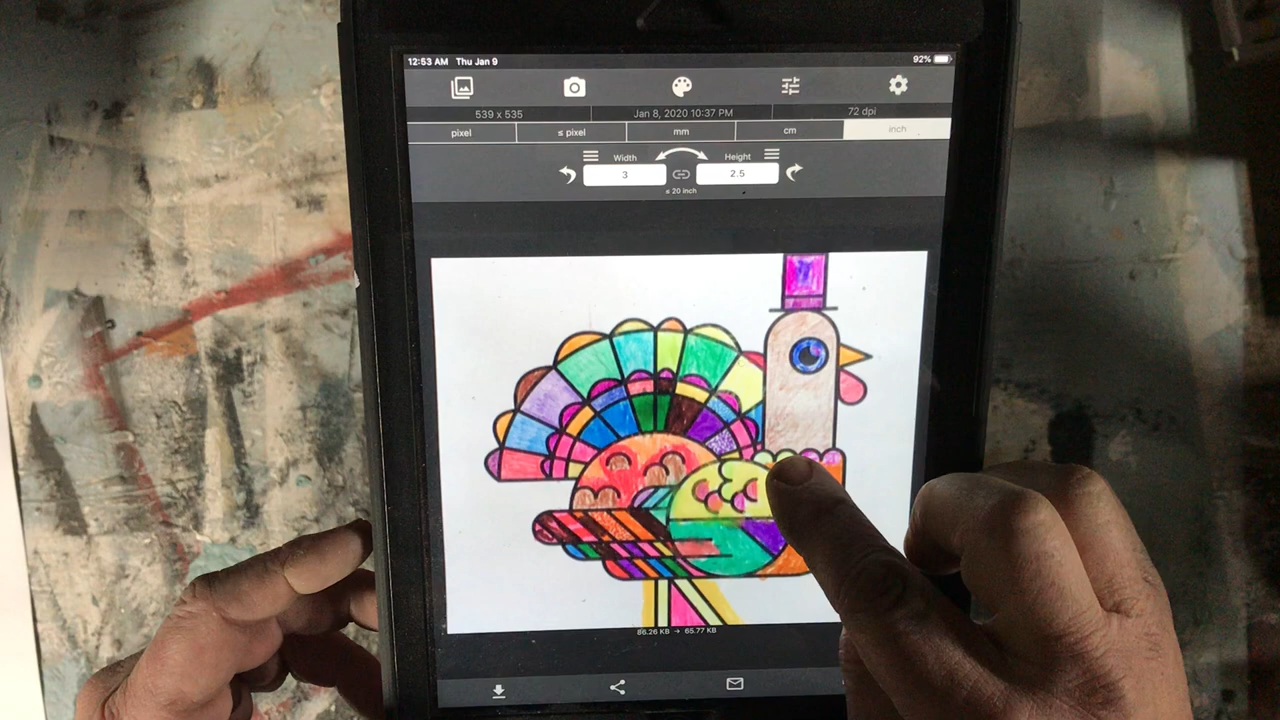 12:53 AM Thu Jan 9 92%
539 x 535 Jan 8, 2020 10:37 PM 72 dpi
pixel ≤ pixel mm cm inch
Width Height
3 2.5
≤ 20 inch
86.26 KB → 65.77 KB